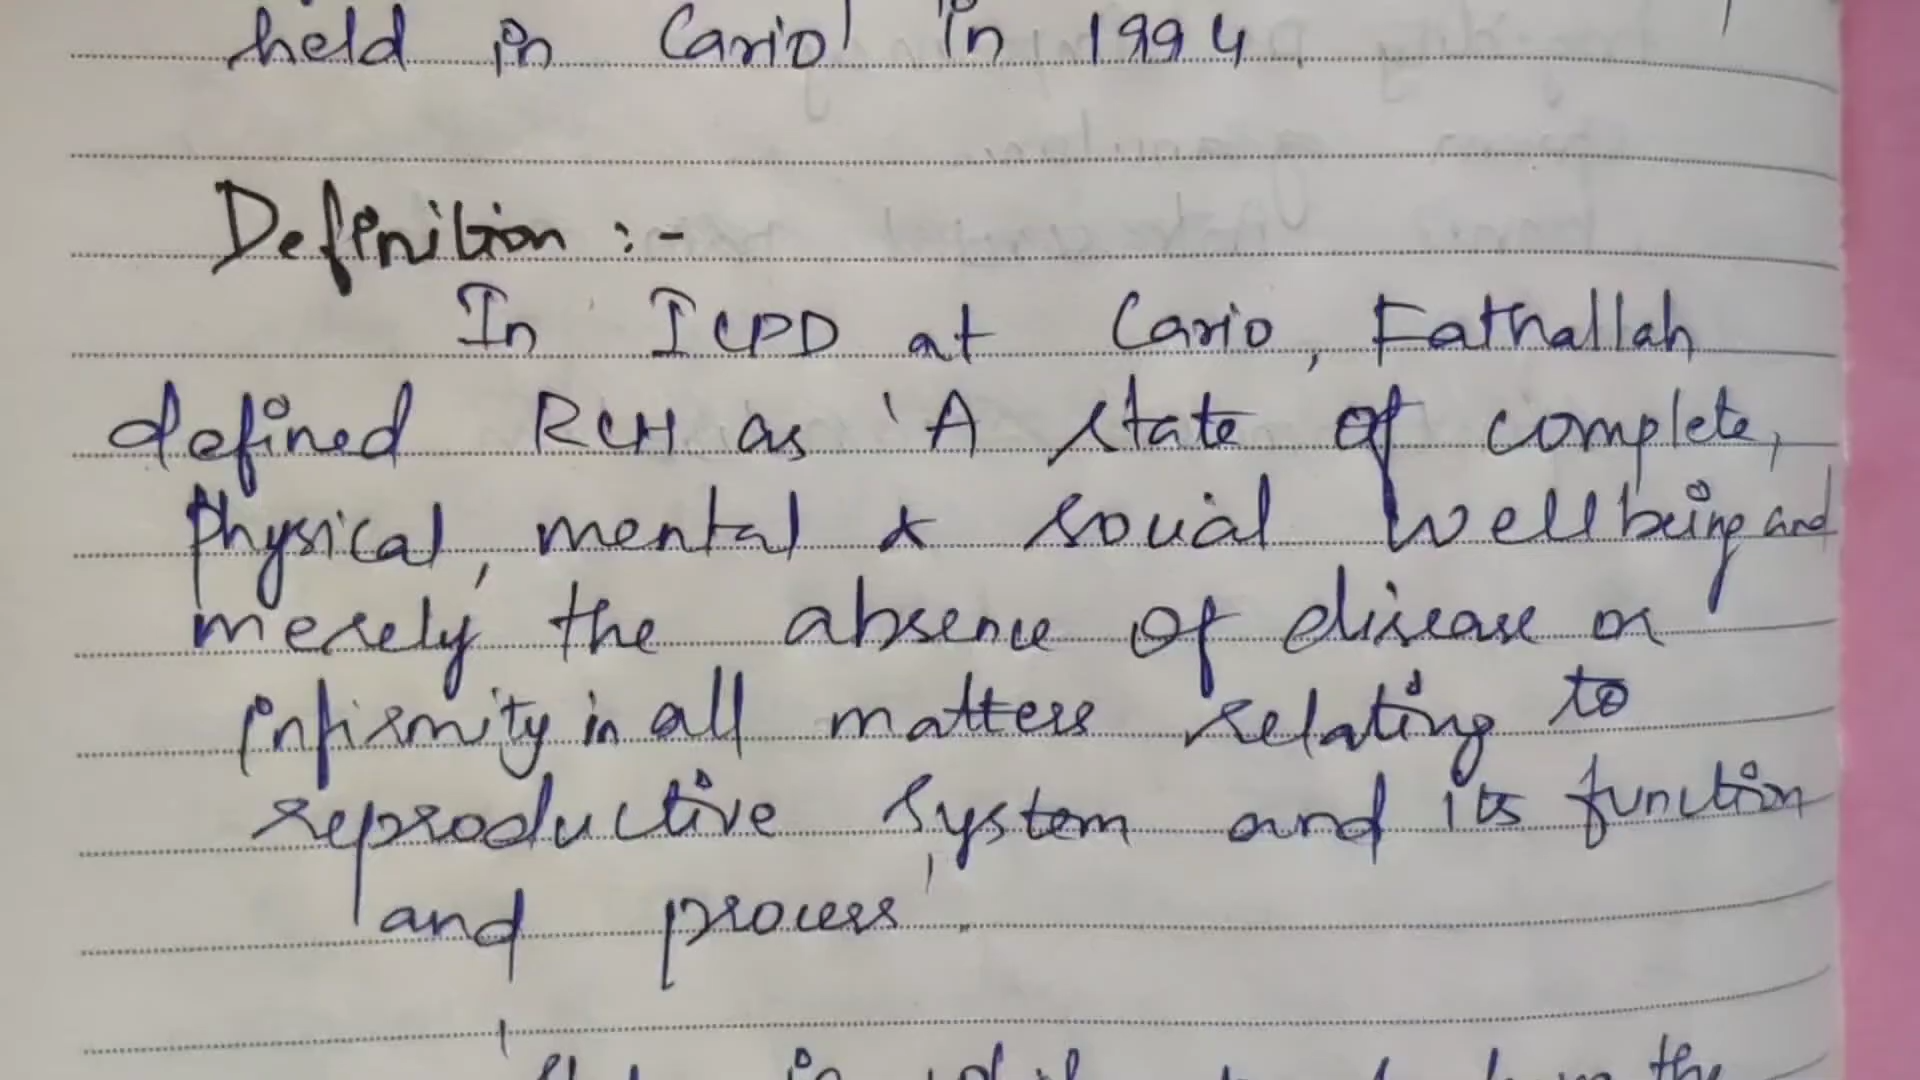 held in Cario' in 1994
Definition :-
In ICPD at Cario, Fathallah
defined RCH as 'A state of complete,
Physical, mental & social wellbeing and
merely the absence of disease or
infirmity in all matters relating to
reproductive system and its function
and process'.
the